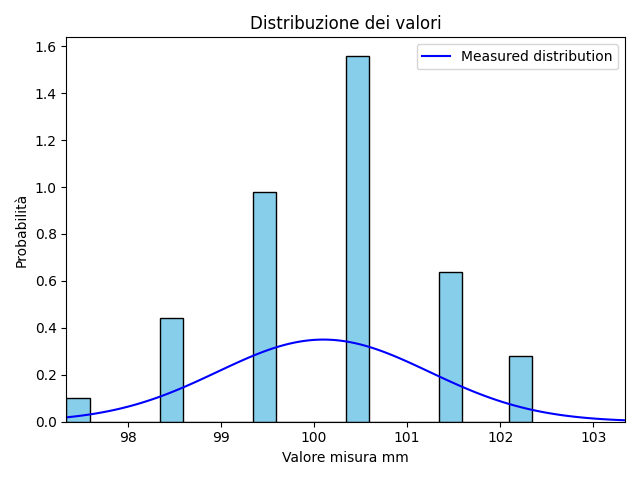 Distribuzione dei valori
Measured distribution
1.6
1.4
1.2
1.0
0.8
0.6
0.4
0.2
0.0
Probabilità
98 99 100 101 102 103
Valore misura mm